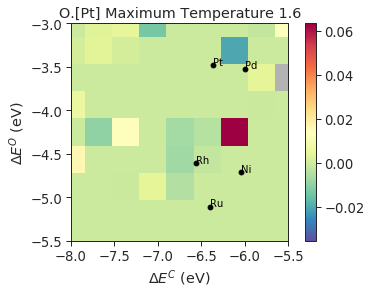 O.[Pt] Maximum Temperature 1.6
−3.0
−3.5
−4.0
−4.5
−5.0
−5.5
ΔE^O (eV)
Pt
Pd
Rh
Ni
Ru
−8.0 −7.5 −7.0 −6.5 −6.0 −5.5
ΔE^C (eV)
0.06
0.04
0.02
0.00
−0.02